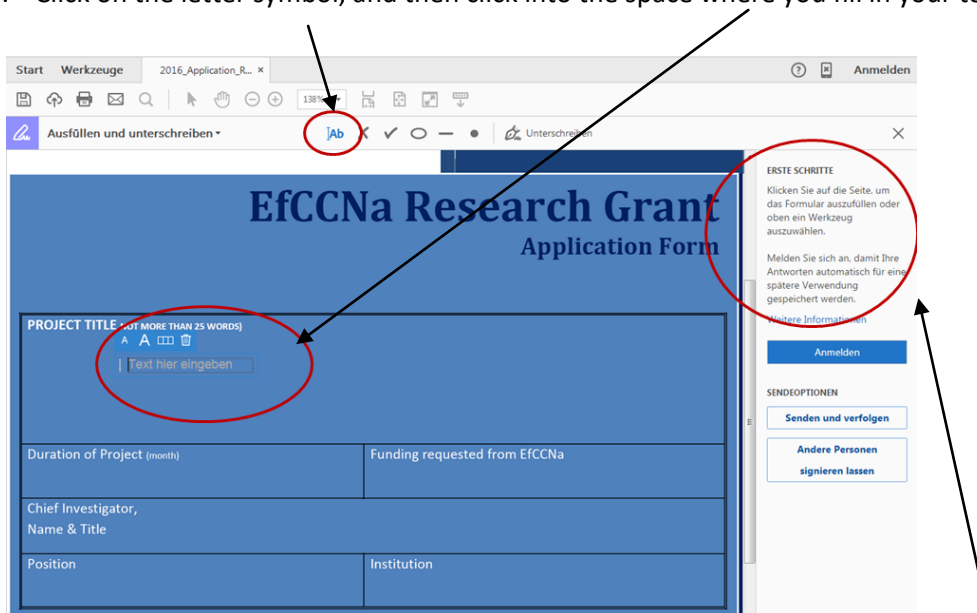 Click on the letter symbol, and then click into the space where you fill in your
Start Werkzeuge 2016_Application_R... × Anmelden
138%
Ausfüllen und unterschreiben Ab Unterschreiben
ERSTE SCHRITTE
Klicken Sie auf die Seite, um
das Formular auszufüllen oder
oben ein Werkzeug
auszuwählen.
Melden Sie sich an, damit Ihre
Antworten automatisch für eine
spätere Verwendung
gespeichert werden.
Weitere Informationen
Anmelden
SENDEOPTIONEN
Senden und verfolgen
Andere Personen
signieren lassen
EfCCNa Research Grant
Application Form
PROJECT TITLE (NOT MORE THAN 25 WORDS)
A A
Text hier eingeben
Duration of Project (month) Funding requested from EfCCNa
Chief Investigator,
Name & Title
Position Institution